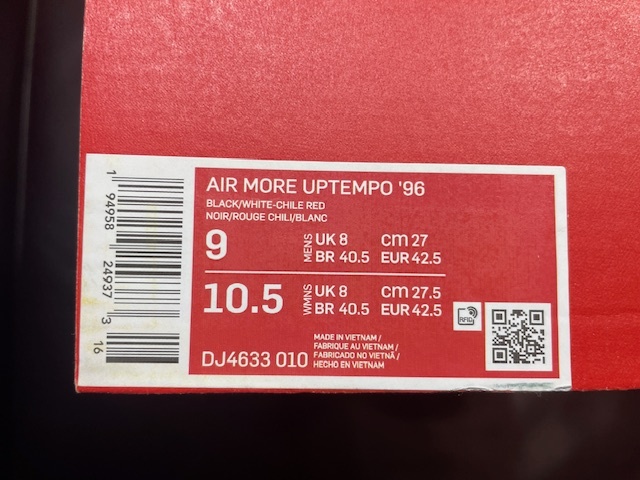 AIR MORE UPTEMPO '96
BLACK/WHITE-CHILE RED
NOIR/ROUGE CHILI/BLANC
9 MENS UK 8 cm 27
BR 40.5 EUR 42.5
10.5 WMNS UK 8 cm 27.5
BR 40.5 EUR 42.5
RFID
DJ4633 010
MADE IN VIETNAM /
FABRIQUE AU VIETNAM /
FABRICADO NO VIETNÃ /
HECHO EN VIETNAM
1 94958 24937 3 16